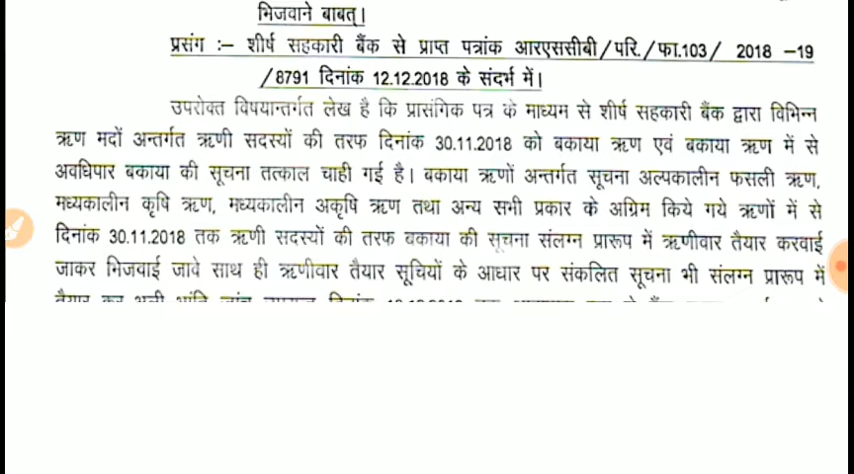 भिजवाने बाबत्।
प्रसंग :– शीर्ष सहकारी बैंक से प्राप्त पत्रांक आरएससीबी/परि./फा.103/ 2018 –19
/8791 दिनांक 12.12.2018 के संदर्भ में।
उपरोक्त विषयान्तर्गत लेख है कि प्रासंगिक पत्र के माध्यम से शीर्ष सहकारी बैंक द्वारा विभिन्न
ऋण मदों अन्तर्गत ऋणी सदस्यों की तरफ दिनांक 30.11.2018 को बकाया ऋण एवं बकाया ऋण में से
अवधिपार बकाया की सूचना तत्काल चाही गई है। बकाया ऋणों अन्तर्गत सूचना अल्पकालीन फसली ऋण,
मध्यकालीन कृषि ऋण, मध्यकालीन अकृषि ऋण तथा अन्य सभी प्रकार के अग्रिम किये गये ऋणों में से
दिनांक 30.11.2018 तक ऋणी सदस्यों की तरफ बकाया की सूचना संलग्न प्रारूप में ऋणीवार तैयार करवाई
जाकर भिजवाई जावे साथ ही ऋणीवार तैयार सूचियों के आधार पर संकलित सूचना भी संलग्न प्रारूप में
तैयार कर भली भांति जांच